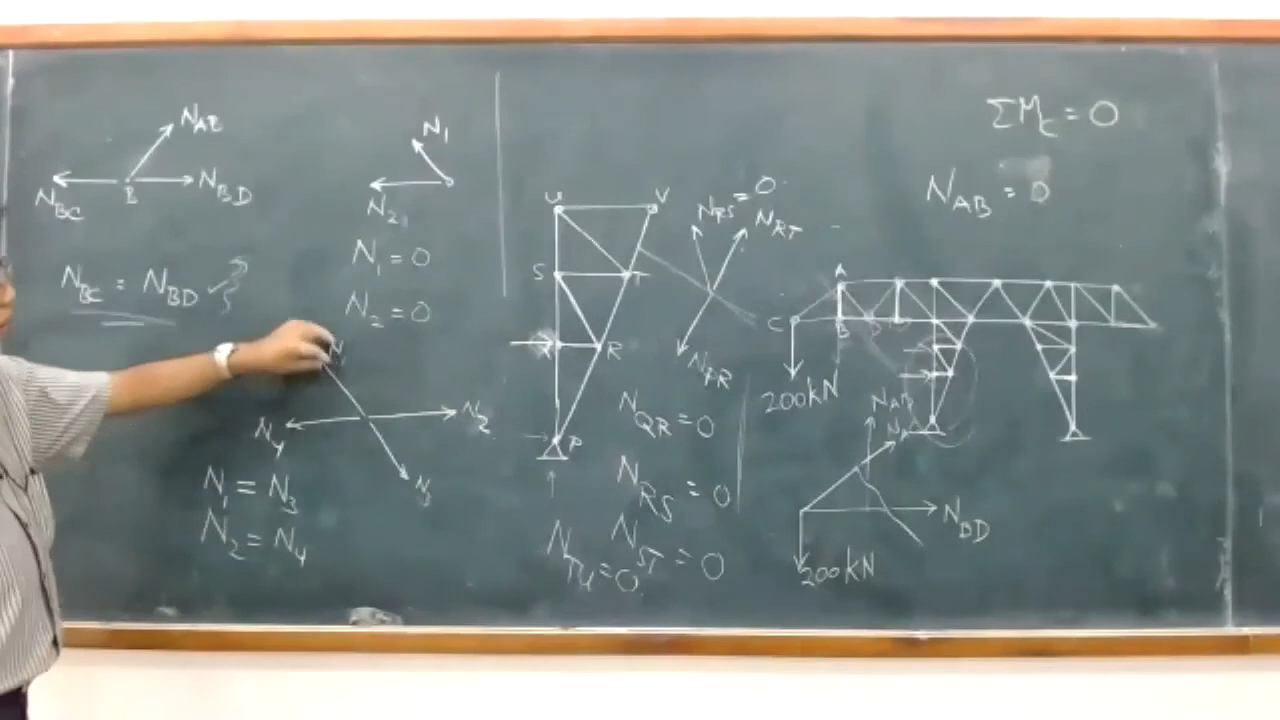 N_AB
N_BC B N_BD
N_BC = N_BD
N_1
N_2
N_1 = 0
N_2 = 0
N_4 N_2
N_3
N_1 = N_3
N_2 = N_4
U V
S T
R
P
N_RS = 0
N_RT
N_PR
N_QR = 0
N_RS = 0
N_ST = 0
N_TU = 0
ΣM_C = 0
N_AB = 0
A
C B D
200kN
N_AB
N_BD
200kN